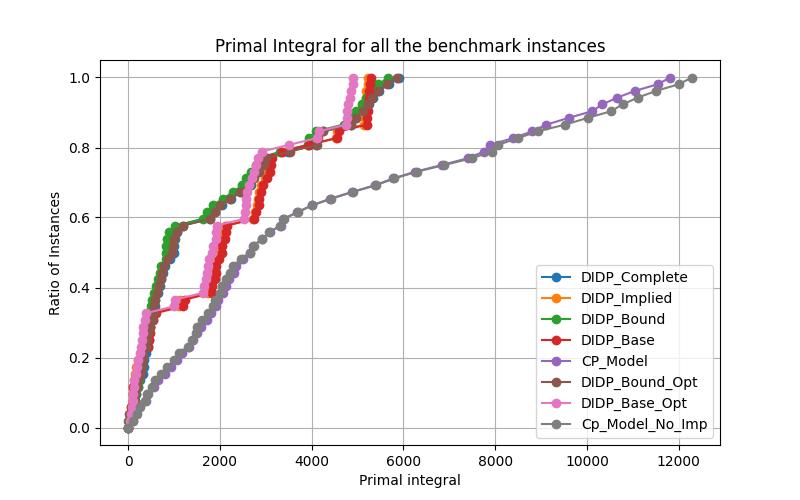 Primal Integral for all the benchmark instances
1.0
0.8
0.6
0.4
0.2
0.0
Ratio of Instances
DIDP_Complete
DIDP_Implied
DIDP_Bound
DIDP_Base
CP_Model
DIDP_Bound_Opt
DIDP_Base_Opt
Cp_Model_No_Imp
0 2000 4000 6000 8000 10000 12000
Primal integral